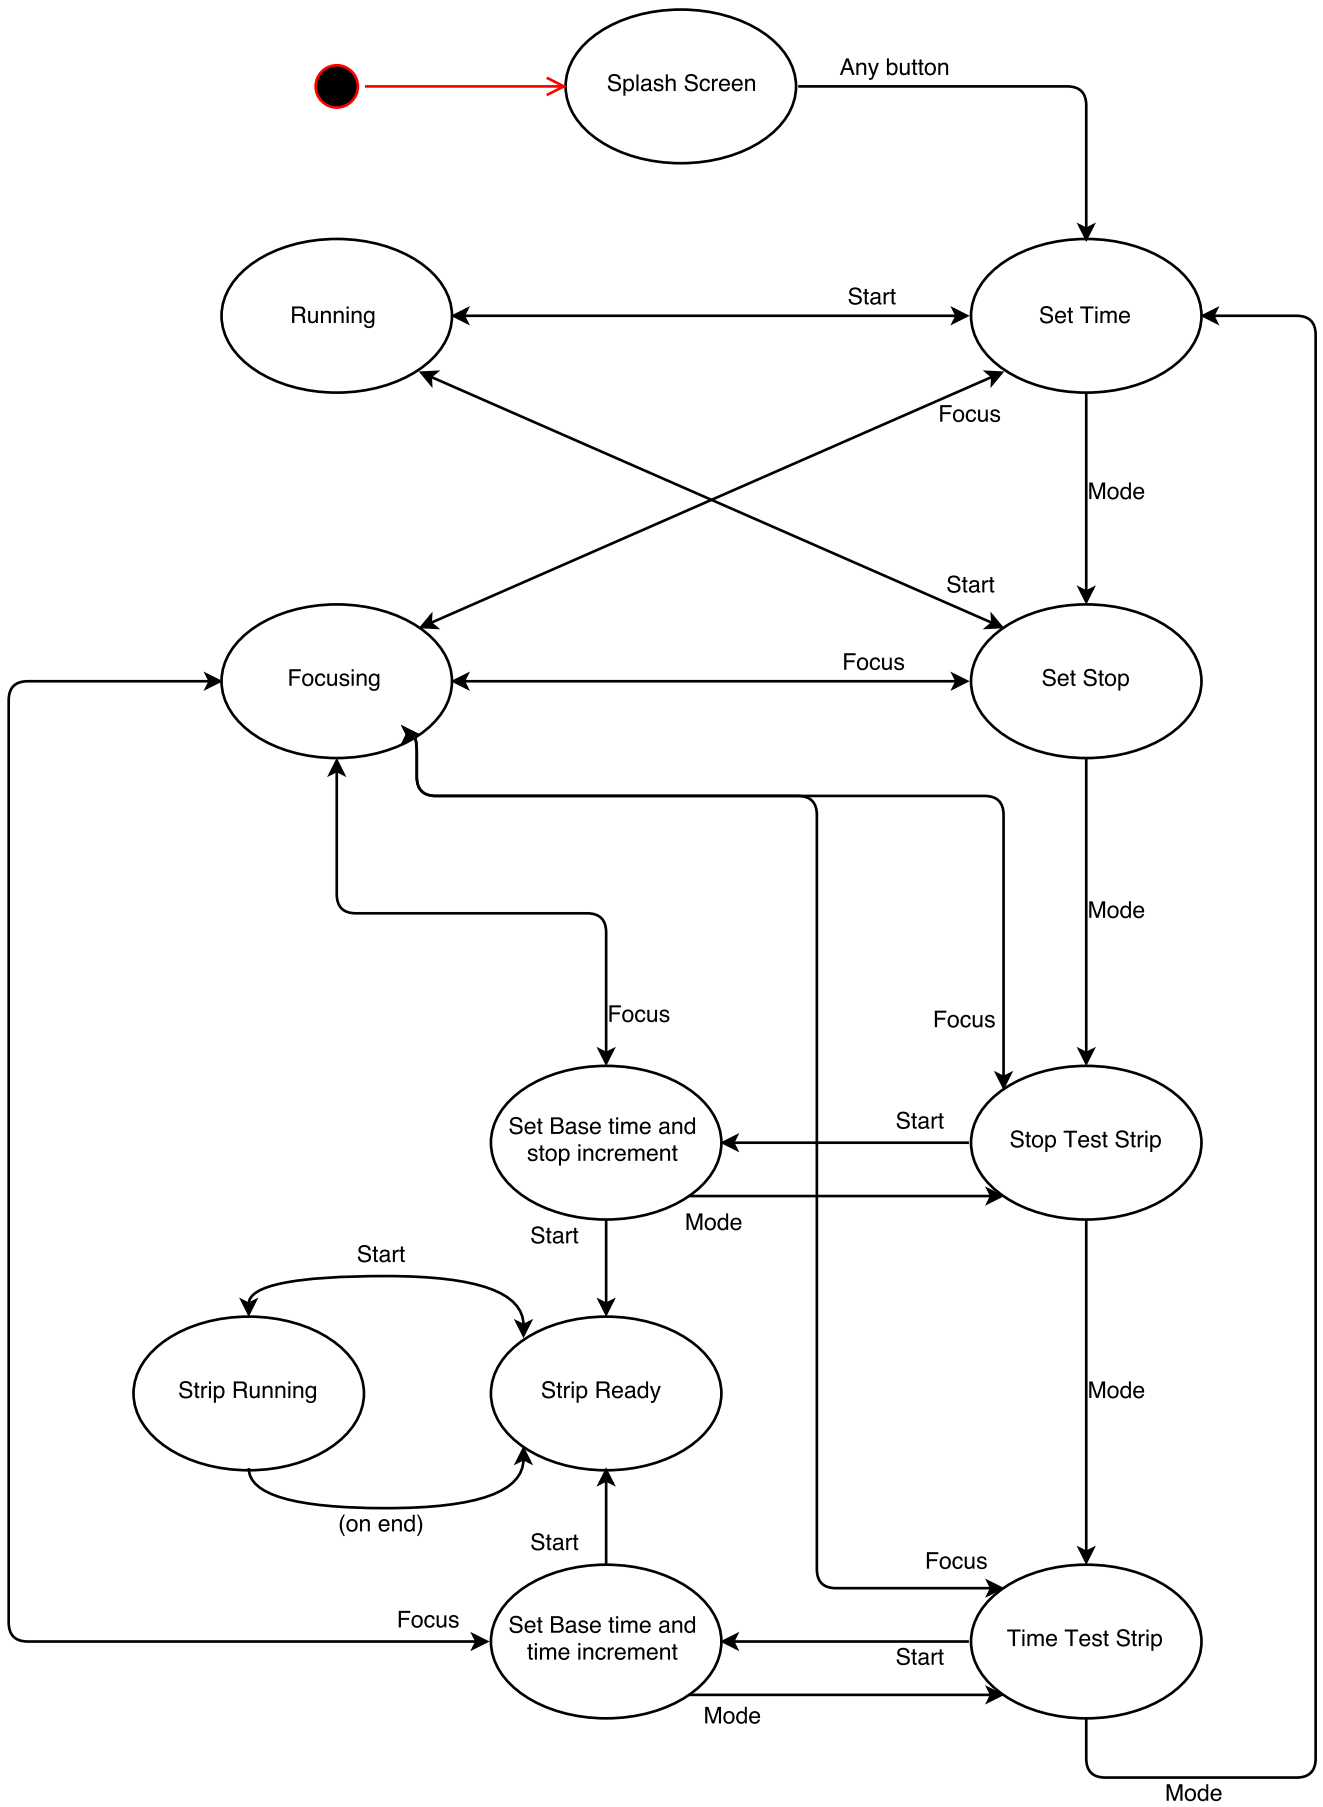 Any button
Splash Screen
Start
Running
Set Time
Focus
Mode
Start
Focus
Focusing
Set Stop
Mode
Focus
Focus
Start
Set Base time and
stop increment
Stop Test Strip
Mode
Start
Start
Strip Running
Strip Ready
Mode
(on end)
Start
Focus
Focus
Set Base time and
time increment
Time Test Strip
Start
Mode
Mode